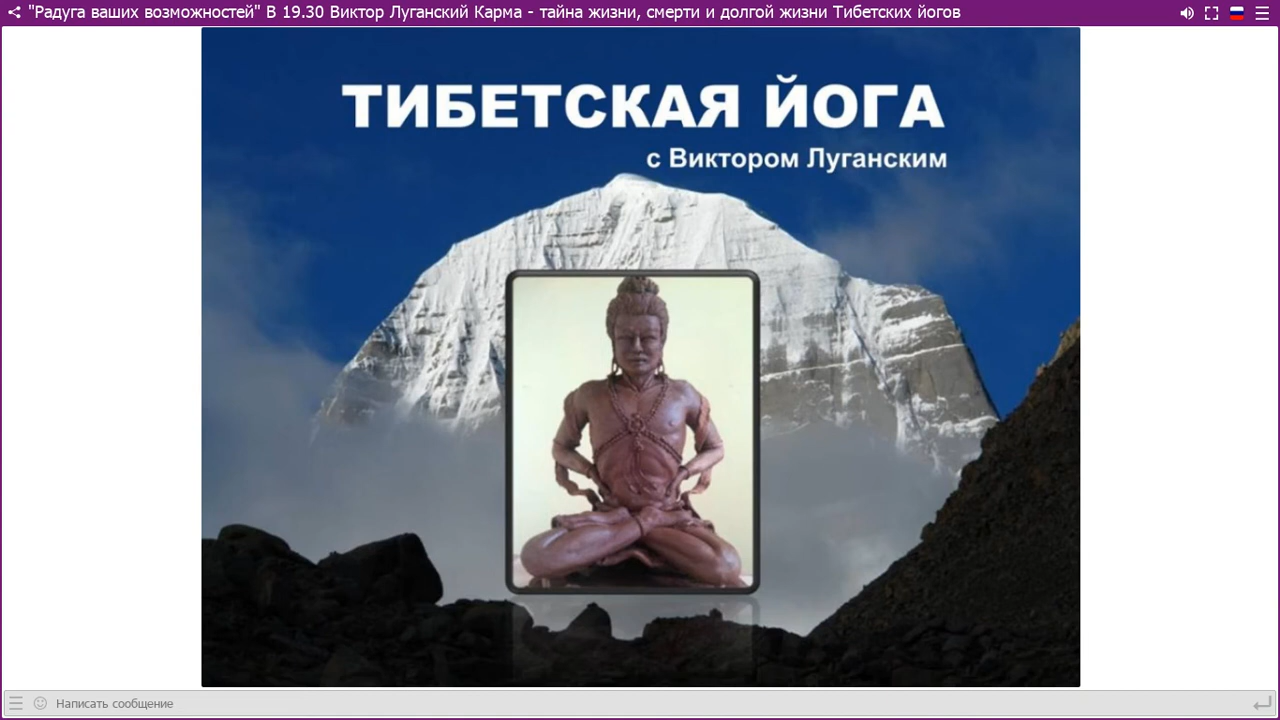 "Радуга ваших возможностей" В 19.30 Виктор Луганский Карма - тайна жизни, смерти и долгой жизни Тибетских йогов
ТИБЕТСКАЯ ЙОГА
с Виктором Луганским
Написать сообщение